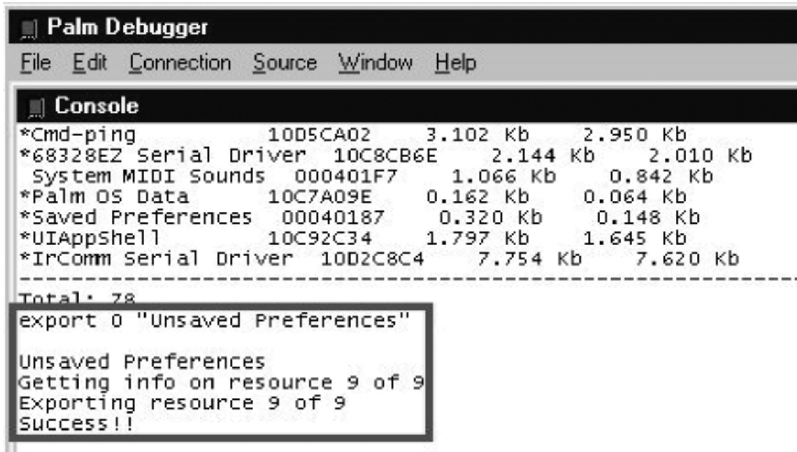 Palm Debugger
File Edit Connection Source Window Help
Console
*Cmd-ping 10D5CA02 3.102 Kb 2.950 Kb
*68328EZ Serial Driver 10C8CB6E 2.144 Kb 2.010 Kb
System MIDI Sounds 000401F7 1.066 Kb 0.842 Kb
*Palm OS Data 10C7A09E 0.162 Kb 0.064 Kb
*Saved Preferences 00040187 0.320 Kb 0.148 Kb
*UIAppShell 10C92C34 1.797 Kb 1.645 Kb
*IrComm Serial Driver 10D2C8C4 7.754 Kb 7.620 Kb
--------------------------------------------------------------
Total: 78
export 0 "Unsaved Preferences"
Unsaved Preferences
Getting info on resource 9 of 9
Exporting resource 9 of 9
Success!!